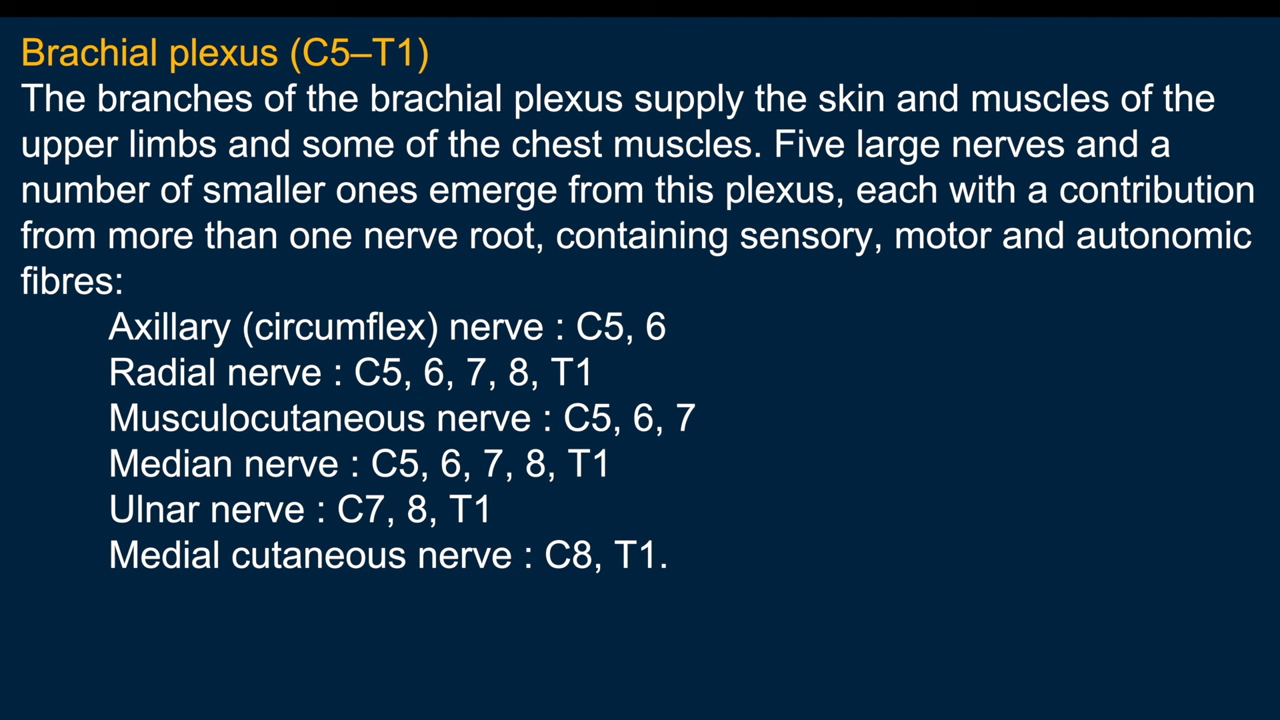 Brachial plexus (C5–T1)
The branches of the brachial plexus supply the skin and muscles of the
upper limbs and some of the chest muscles. Five large nerves and a
number of smaller ones emerge from this plexus, each with a contribution
from more than one nerve root, containing sensory, motor and autonomic
fibres:
Axillary (circumflex) nerve : C5, 6
Radial nerve : C5, 6, 7, 8, T1
Musculocutaneous nerve : C5, 6, 7
Median nerve : C5, 6, 7, 8, T1
Ulnar nerve : C7, 8, T1
Medial cutaneous nerve : C8, T1.